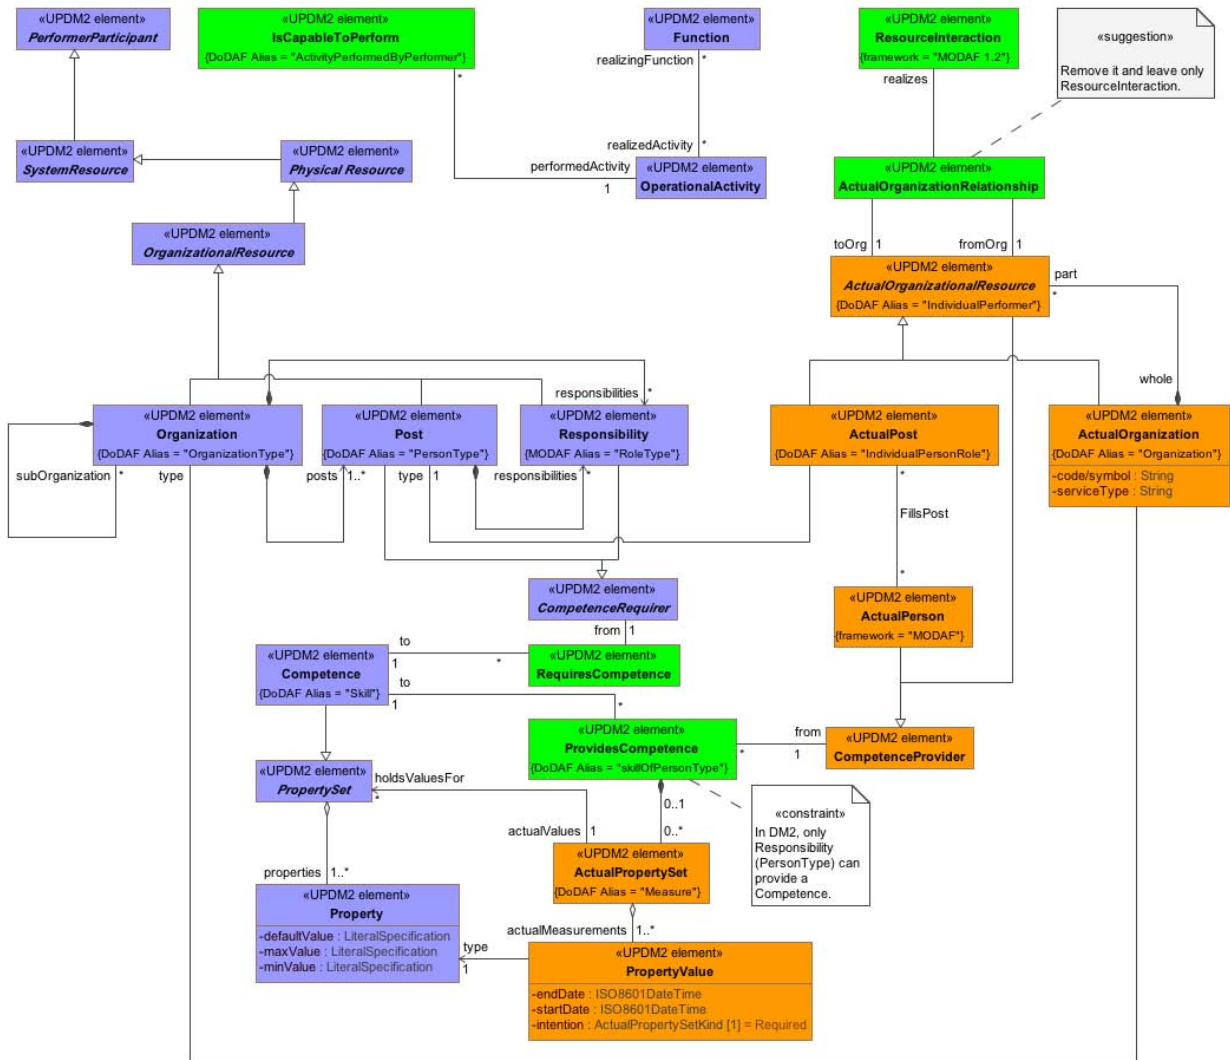 «UPDM2 element»
PerformerParticipant
«UPDM2 element»
IsCapableToPerform
{DoDAF Alias = "ActivityPerformedByPerformer"}
«UPDM2 element»
Function
«UPDM2 element»
ResourceInteraction
{framework = "MODAF 1.2"}
«suggestion»
Remove it and leave only
ResourceInteraction.
*
realizingFunction
*
realizes
«UPDM2 element»
SystemResource
«UPDM2 element»
Physical Resource
realizedActivity
*
performedActivity
1
«UPDM2 element»
OperationalActivity
«UPDM2 element»
ActualOrganizationRelationship
«UPDM2 element»
OrganizationalResource
toOrg
1
fromOrg
1
«UPDM2 element»
ActualOrganizationalResource
{DoDAF Alias = "IndividualPerformer"}
part
*
responsibilities
*
whole
«UPDM2 element»
Organization
{DoDAF Alias = "OrganizationType"}
«UPDM2 element»
Post
{DoDAF Alias = "PersonType"}
«UPDM2 element»
Responsibility
{MODAF Alias = "RoleType"}
«UPDM2 element»
ActualPost
{DoDAF Alias = "IndividualPersonRole"}
«UPDM2 element»
ActualOrganization
{DoDAF Alias = "Organization"}
-code/symbol : String
-serviceType : String
subOrganization
*
type
posts
1..*
type
1
responsibilities
*
*
FillsPost
*
«UPDM2 element»
CompetenceRequirer
«UPDM2 element»
ActualPerson
{framework = "MODAF"}
from
1
«UPDM2 element»
Competence
{DoDAF Alias = "Skill"}
to
1
*
«UPDM2 element»
RequiresCompetence
to
1
*
«UPDM2 element»
ProvidesCompetence
{DoDAF Alias = "skillOfPersonType"}
*
from
1
«UPDM2 element»
CompetenceProvider
«UPDM2 element»
PropertySet
holdsValuesFor
*
actualValues
1
0..1
0..*
«constraint»
In DM2, only
Responsibility
(PersonType) can
provide a
Competence.
«UPDM2 element»
ActualPropertySet
{DoDAF Alias = "Measure"}
properties
1..*
«UPDM2 element»
Property
-defaultValue : LiteralSpecification
-maxValue : LiteralSpecification
-minValue : LiteralSpecification
actualMeasurements
1..*
type
1
«UPDM2 element»
PropertyValue
-endDate : ISO8601DateTime
-startDate : ISO8601DateTime
-intention : ActualPropertySetKind [1] = Required